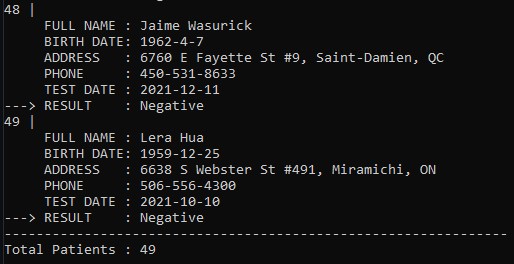 48 |
FULL NAME : Jaime Wasurick
BIRTH DATE: 1962-4-7
ADDRESS   : 6760 E Fayette St #9, Saint-Damien, QC
PHONE     : 450-531-8633
TEST DATE : 2021-12-11
---> RESULT    : Negative
49 |
FULL NAME : Lera Hua
BIRTH DATE: 1959-12-25
ADDRESS   : 6638 S Webster St #491, Miramichi, ON
PHONE     : 506-556-4300
TEST DATE : 2021-10-10
---> RESULT    : Negative
---------------------------------------------------------------
Total Patients : 49